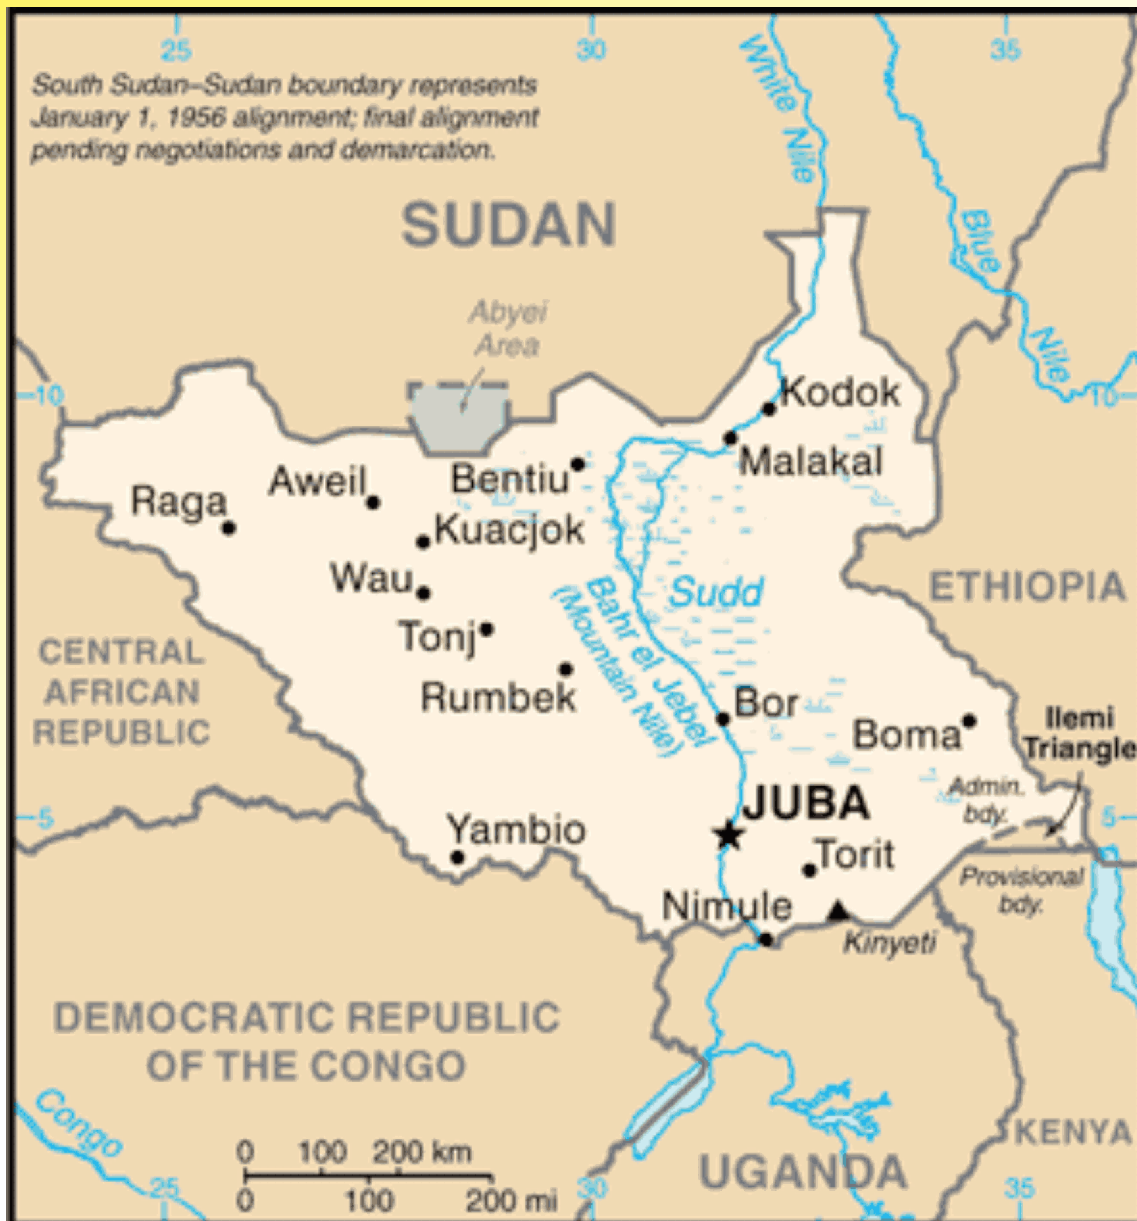 25
30
35
South Sudan–Sudan boundary represents
January 1, 1956 alignment; final alignment
pending negotiations and demarcation.
White Nile
Blue
Nile
SUDAN
Abyei
Area
10
10
Kodok
Malakal
Bentiu
Aweil
Raga
Kuacjok
Wau
Tonj
Rumbek
Sudd
Bahr el Jebel
(Mountain Nile)
ETHIOPIA
CENTRAL
AFRICAN
REPUBLIC
Bor
Boma
Ilemi
Triangle
Admin.
bdy.
5
5
JUBA
Yambio
Torit
Provisional
bdy.
Nimule
Kinyeti
DEMOCRATIC REPUBLIC
OF THE CONGO
Congo
KENYA
UGANDA
0 100 200 km
0 100 200 mi
25
30
35